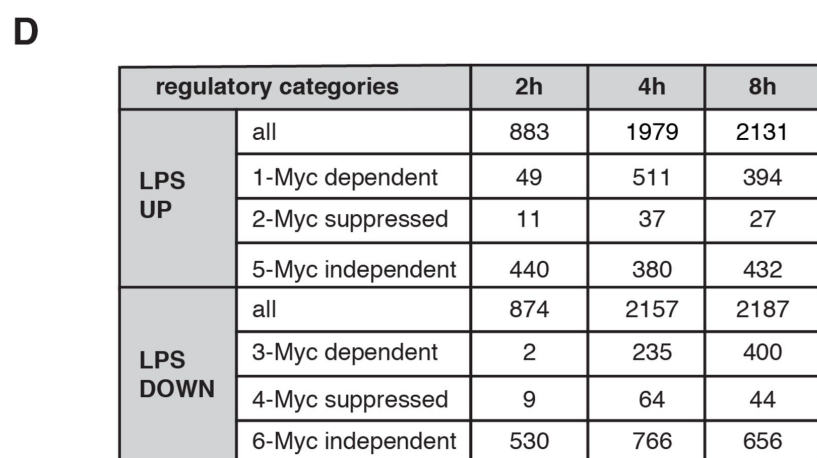 D
regulatory categories 2h 4h 8h
LPS UP
all 883 1979 2131
1-Myc dependent 49 511 394
2-Myc suppressed 11 37 27
5-Myc independent 440 380 432
LPS DOWN
all 874 2157 2187
3-Myc dependent 2 235 400
4-Myc suppressed 9 64 44
6-Myc independent 530 766 656